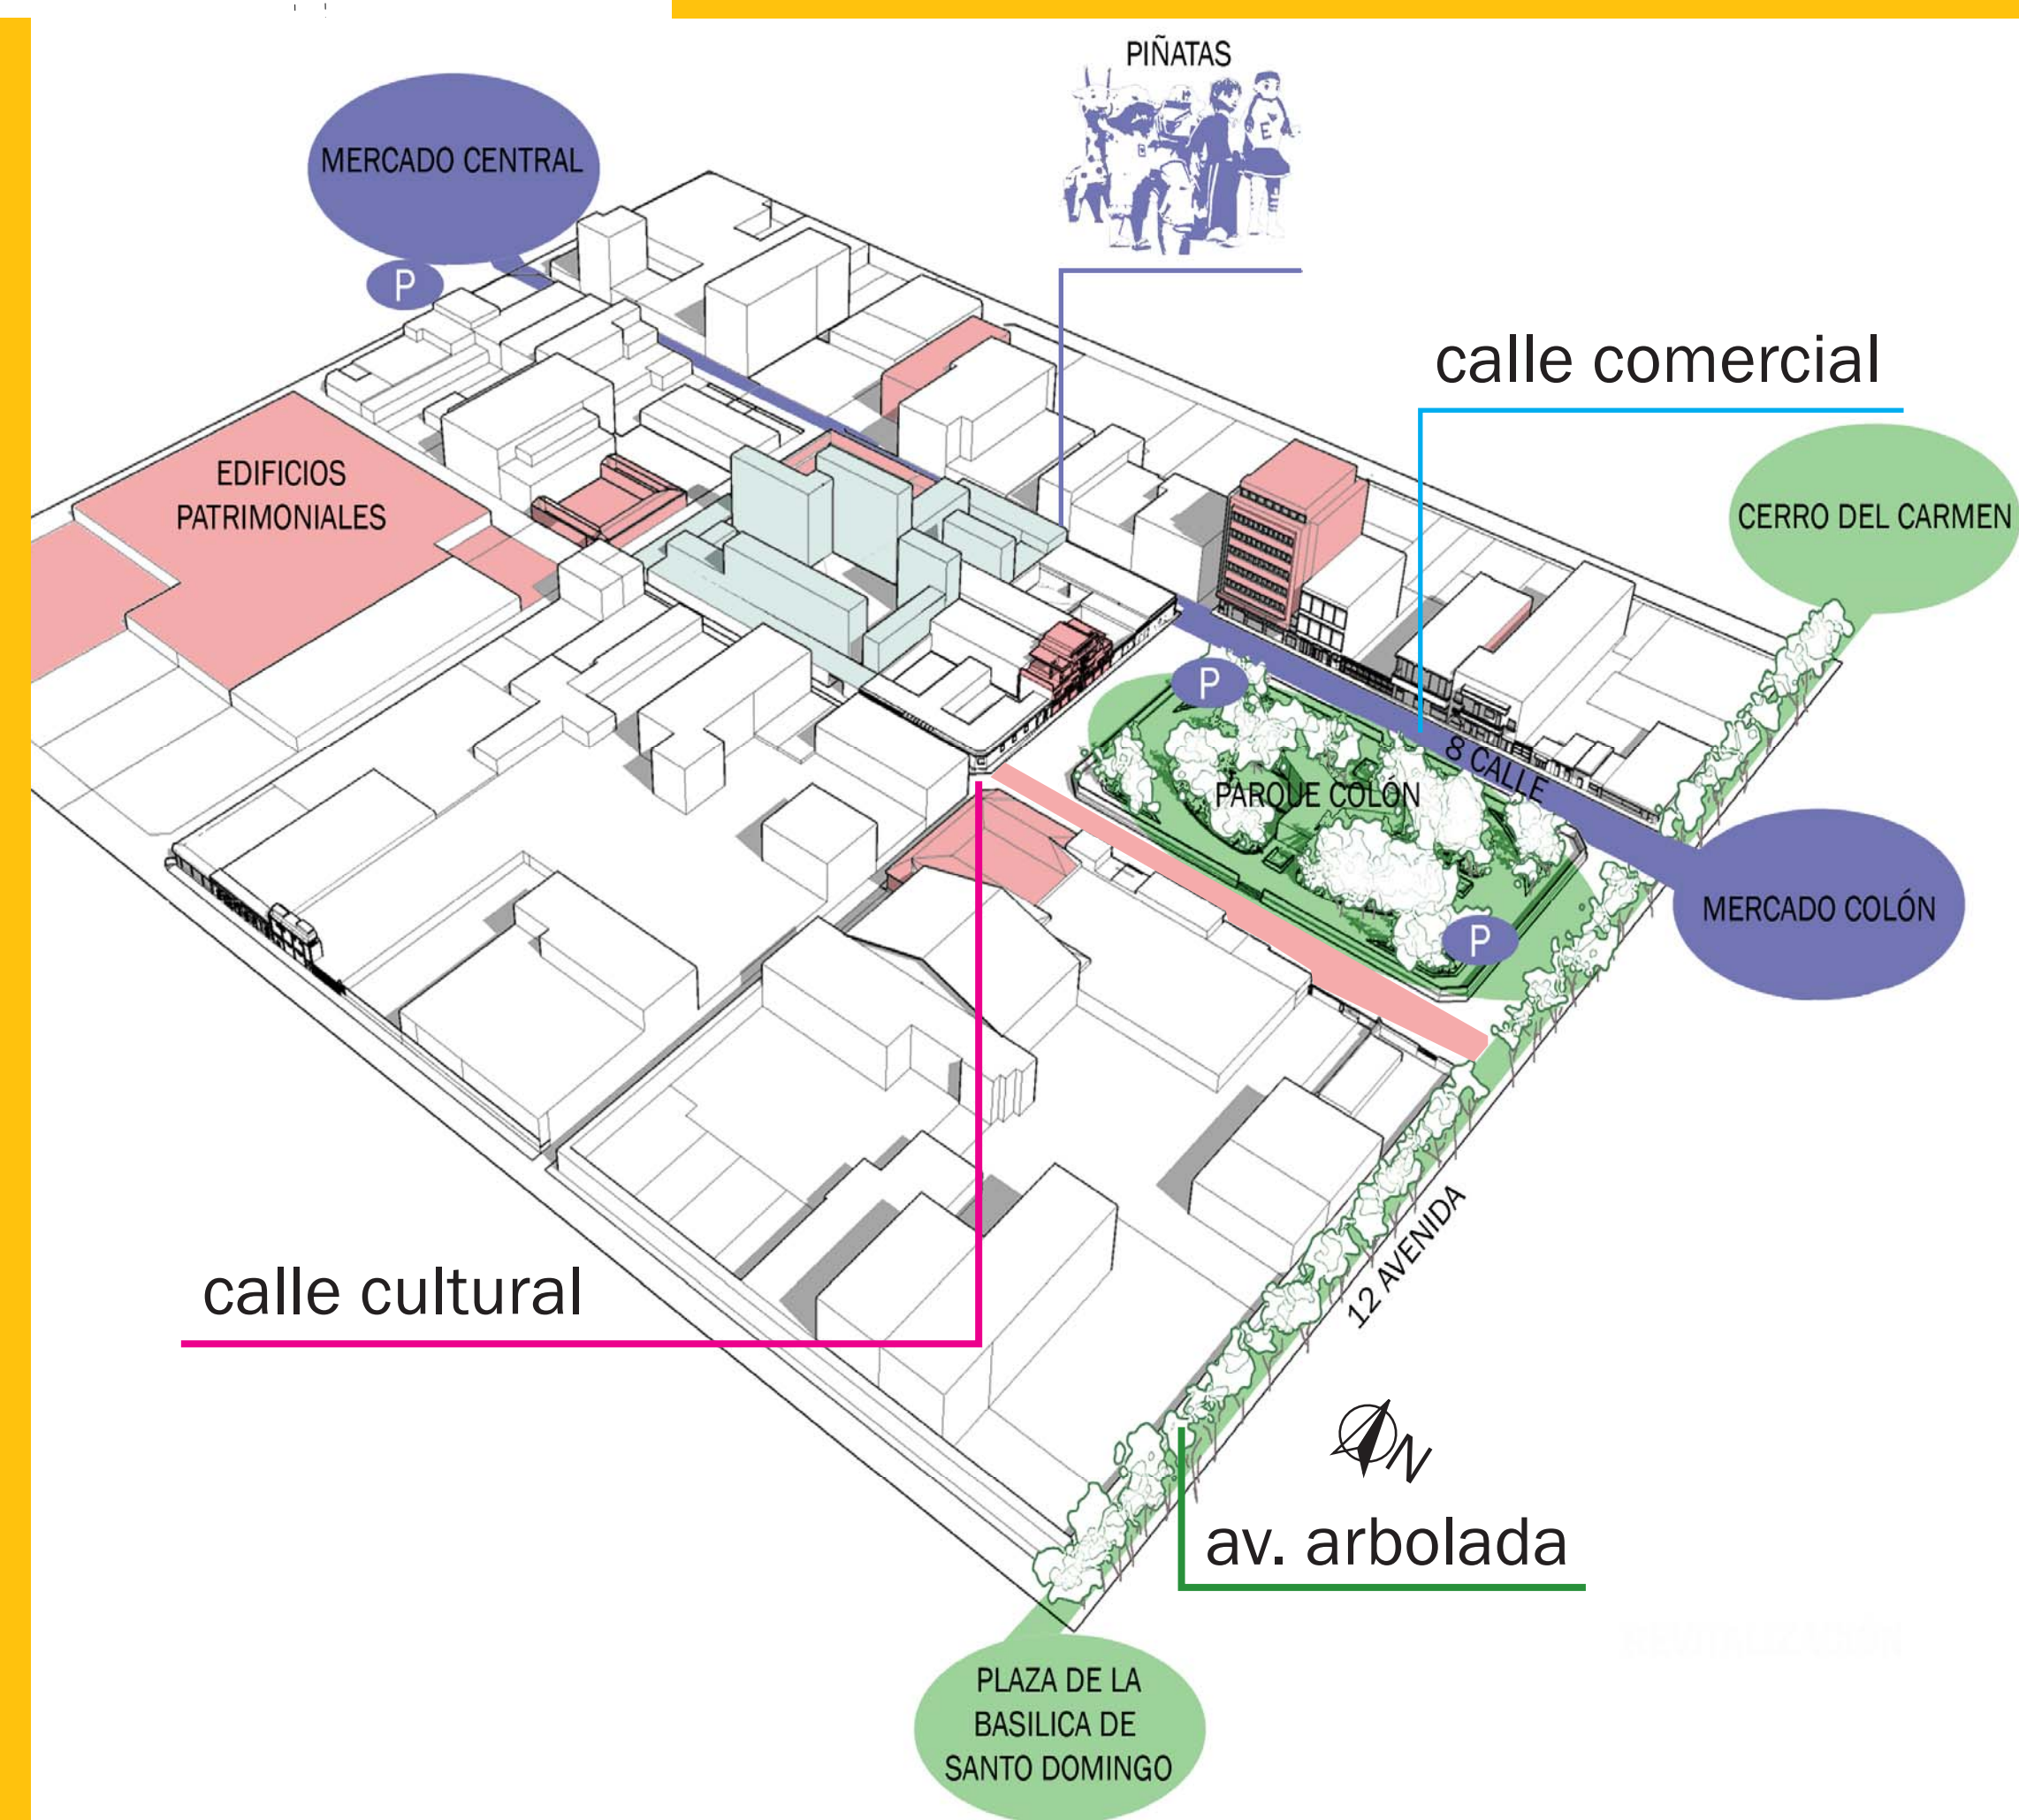 PIÑATAS
MERCADO CENTRAL
P
calle comercial
EDIFICIOS
PATRIMONIALES
CERRO DEL CARMEN
P
8 CALLE
PARQUE COLÓN
MERCADO COLÓN
P
calle cultural
12 AVENIDA
N
av. arbolada
PLAZA DE LA
BASILICA DE
SANTO DOMINGO
E